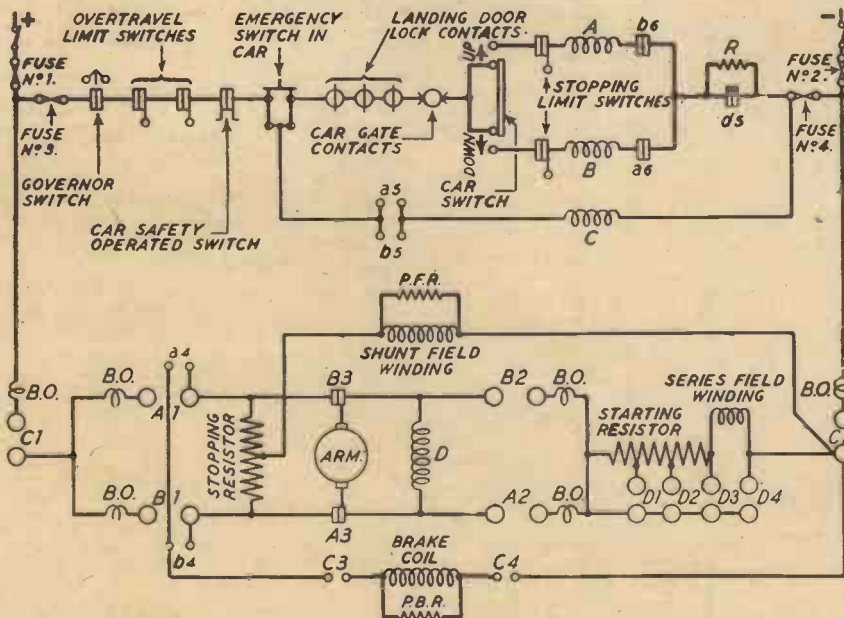 +
OVERTRAVEL
LIMIT SWITCHES
EMERGENCY
SWITCH IN
CAR
LANDING DOOR
LOCK CONTACTS
UP
A
b6
R
-
FUSE
Nº1.
FUSE
Nº2.
FUSE
Nº3.
STOPPING
LIMIT SWITCHES
d5
FUSE
Nº4.
CAR GATE
CONTACTS
DOWN
B
a6
GOVERNOR
SWITCH
CAR
SWITCH
CAR SAFETY
OPERATED SWITCH
a5
b5
C
P.F.R.
SHUNT FIELD
WINDING
a4
B.O.
B.O.
A1
B3
B2
B.O.
SERIES FIELD
WINDING
B.O.
C1
STOPPING
RESISTOR
ARM.
D
STARTING
RESISTOR
C
B.O.
B1
A3
A2
B.O.
D1
D2
D3
D4
b4
BRAKE
COIL
C3
C4
P.B.R.